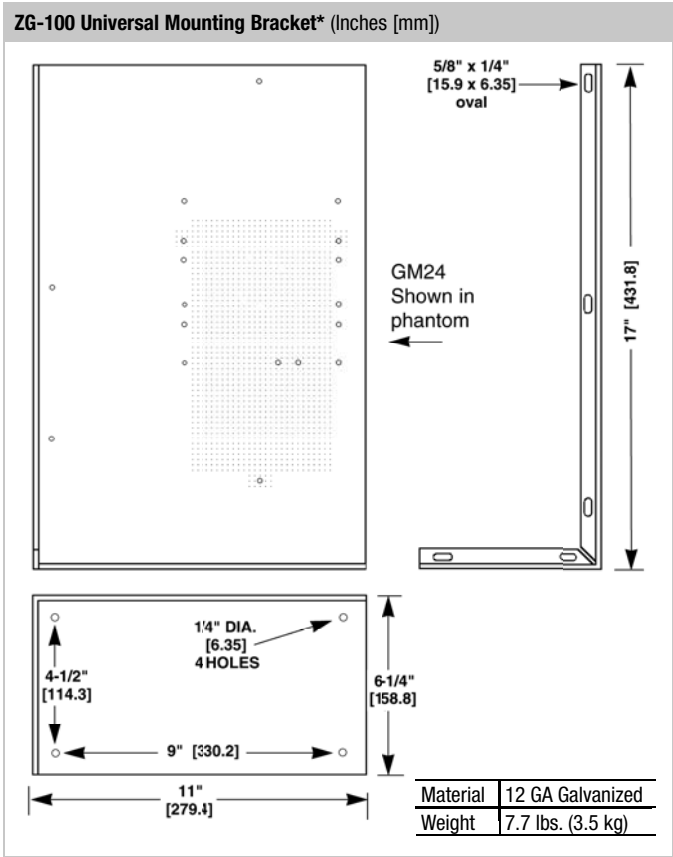 ZG-100 Universal Mounting Bracket* (Inches [mm])
5/8" x 1/4"
[15.9 x 6.35]
oval
GM24
Shown in
phantom
17" [431.8]
1/4" DIA.
[6.35]
4 HOLES
4-1/2"
[114.3]
6-1/4"
[158.8]
9" [330.2]
11"
[279.4]
Material 12 GA Galvanized
Weight 7.7 lbs. (3.5 kg)